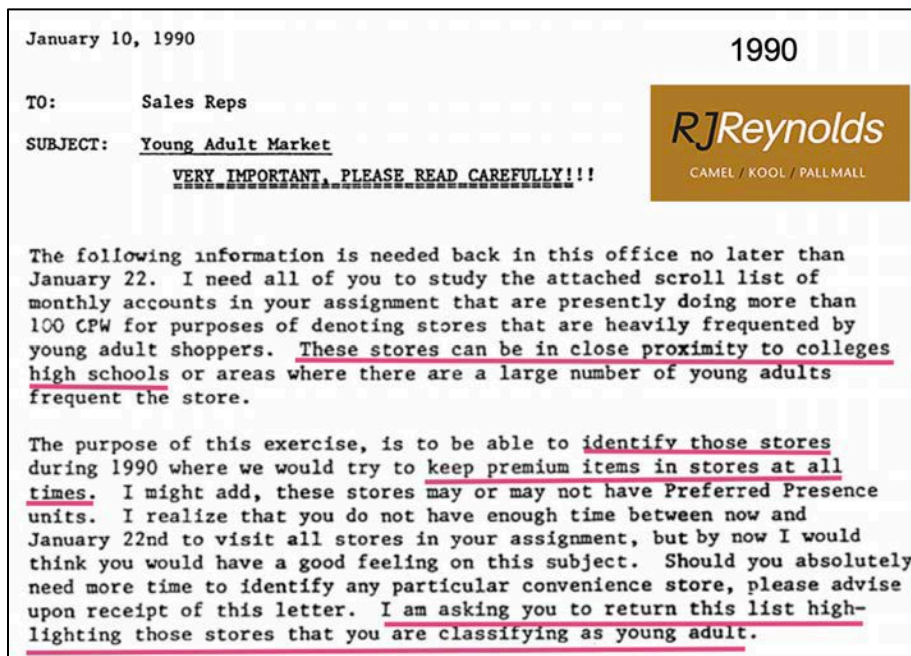 January 10, 1990
1990
TO: Sales Reps
RJReynolds
CAMEL / KOOL / PALL MALL
SUBJECT: Young Adult Market
VERY IMPORTANT, PLEASE READ CAREFULLY!!!
The following information is needed back in this office no later than
January 22. I need all of you to study the attached scroll list of
monthly accounts in your assignment that are presently doing more than
100 CPW for purposes of denoting stores that are heavily frequented by
young adult shoppers. These stores can be in close proximity to colleges
high schools or areas where there are a large number of young adults
frequent the store.
The purpose of this exercise, is to be able to identify those stores
during 1990 where we would try to keep premium items in stores at all
times. I might add, these stores may or may not have Preferred Presence
units. I realize that you do not have enough time between now and
January 22nd to visit all stores in your assignment, but by now I would
think you would have a good feeling on this subject. Should you absolutely
need more time to identify any particular convenience store, please advise
upon receipt of this letter. I am asking you to return this list high-
lighting those stores that you are classifying as young adult.